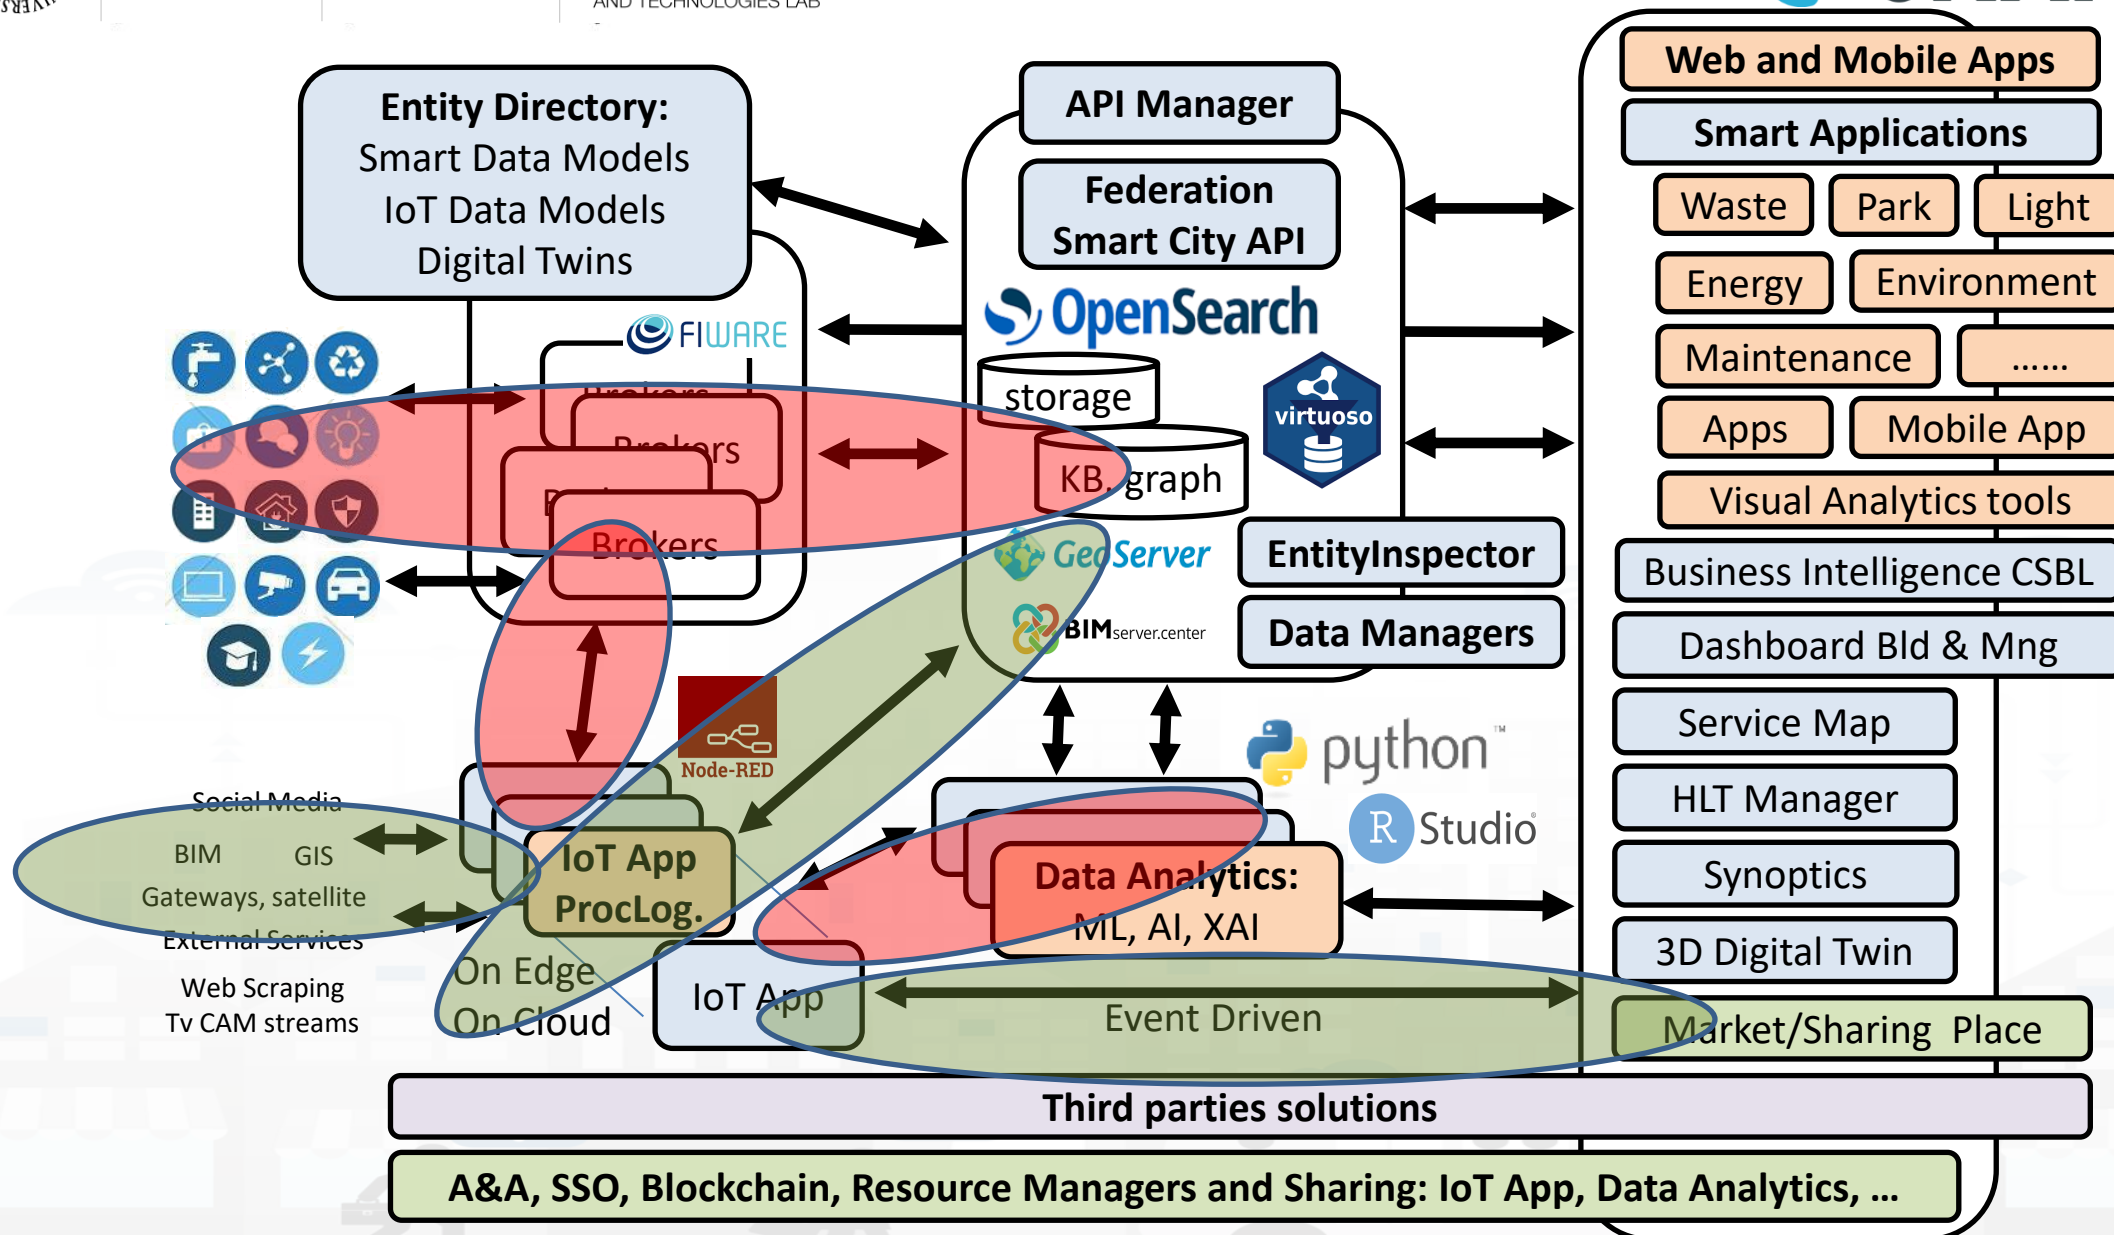 AND TECHNOLOGIES LAB
Entity Directory:
Smart Data Models
IoT Data Models
Digital Twins
FIWARE
Brokers
Brokers
Brokers
API Manager
Federation
Smart City API
OpenSearch
storage
virtuoso
KB, graph
GeoServer
BIMserver.center
EntityInspector
Data Managers
Node-RED
Social Media
BIM GIS
Gateways, satellite
External Services
Web Scraping
Tv CAM streams
IoT App
ProcLog.
On Edge
On Cloud
IoT App
python™
R Studio
Data Analytics:
ML, AI, XAI
Event Driven
Web and Mobile Apps
Smart Applications
Waste Park Light
Energy Environment
Maintenance ......
Apps Mobile App
Visual Analytics tools
Business Intelligence CSBL
Dashboard Bld & Mng
Service Map
HLT Manager
Synoptics
3D Digital Twin
Market/Sharing Place
Third parties solutions
A&A, SSO, Blockchain, Resource Managers and Sharing: IoT App, Data Analytics, ...